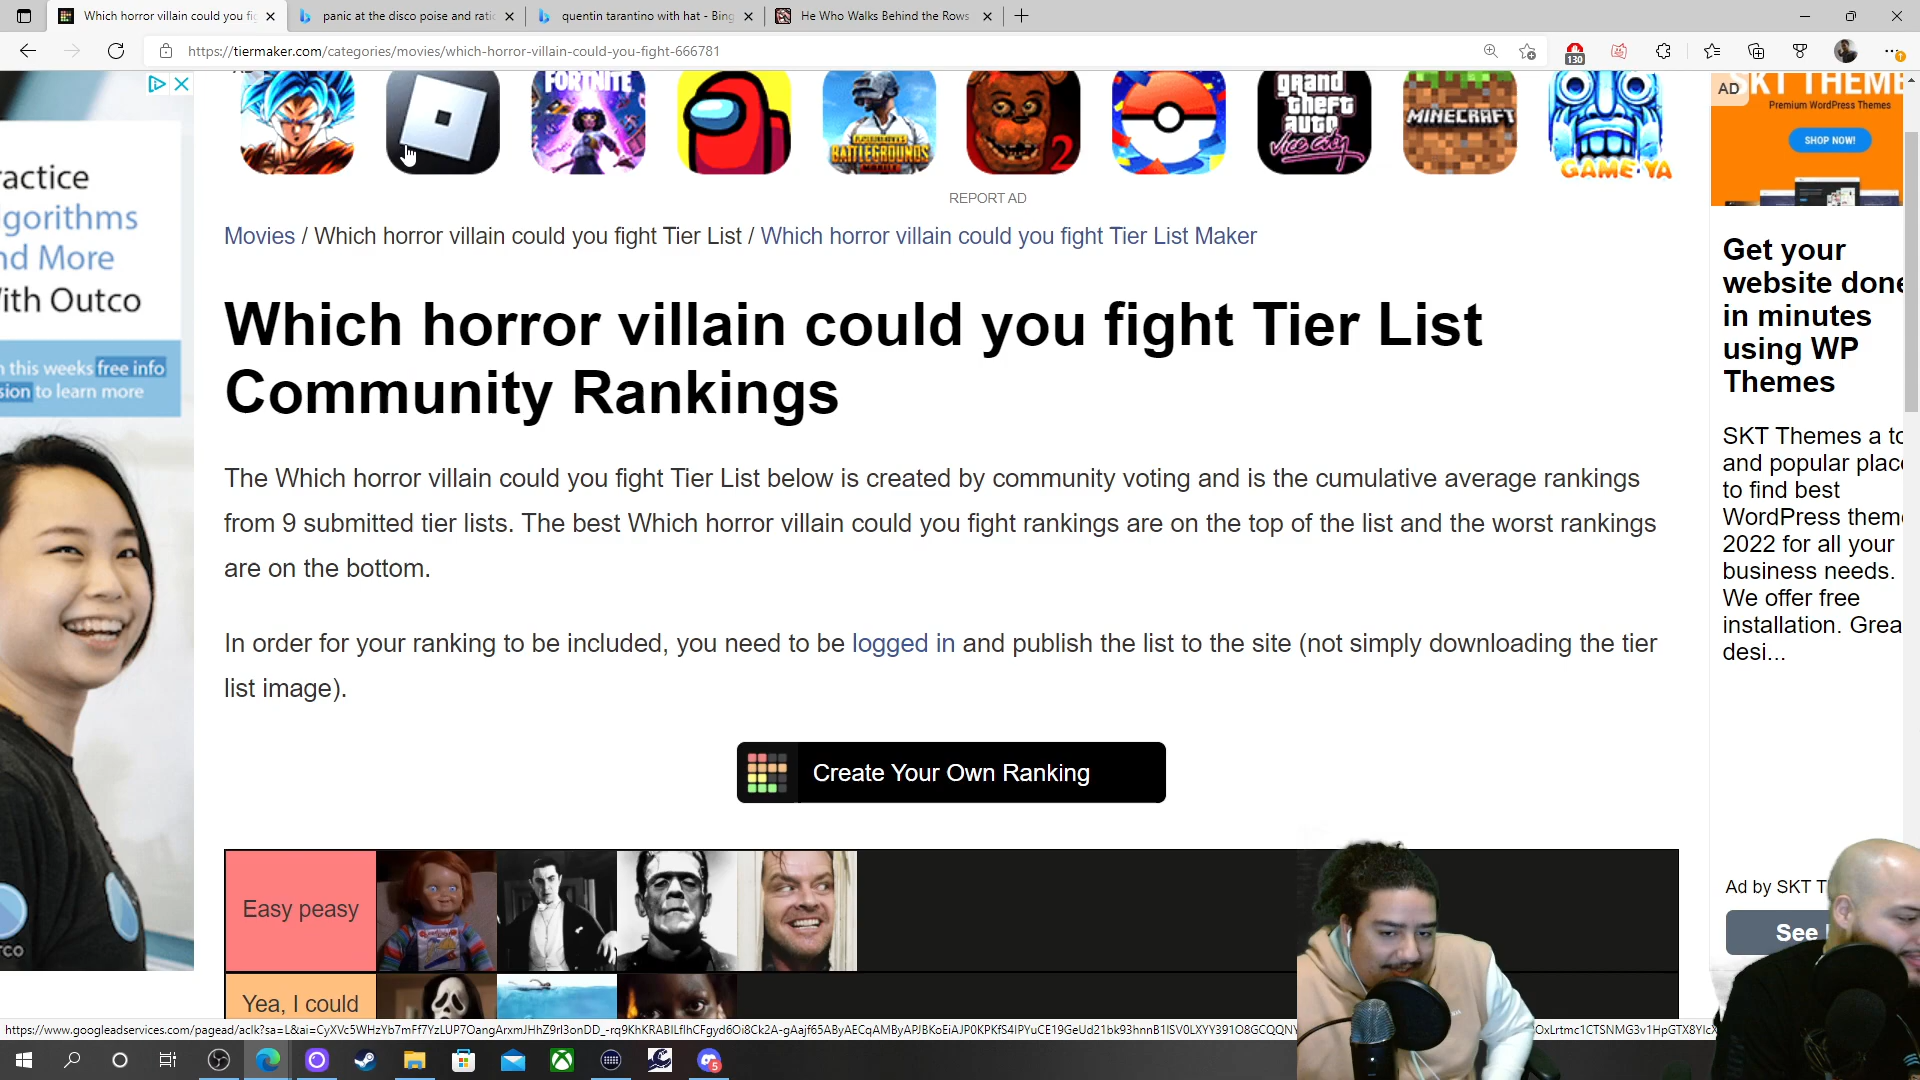 Which horror villain could you fi
panic at the disco poise and rati
quentin tarantino with hat - Bing
He Who Walks Behind the Rows
https://tiermaker.com/categories/movies/which-horror-villain-could-you-fight-666781
130
FORTNITE
BATTLEGROUNDS
2
grand
theft
auto
Vice City
MINECRAFT
GAME YA
REPORT AD
Movies / Which horror villain could you fight Tier List / Which horror villain could you fight Tier List Maker
Which horror villain could you fight Tier List
Community Rankings
The Which horror villain could you fight Tier List below is created by community voting and is the cumulative average rankings
from 9 submitted tier lists. The best Which horror villain could you fight rankings are on the top of the list and the worst rankings
are on the bottom.
In order for your ranking to be included, you need to be logged in and publish the list to the site (not simply downloading the tier
list image).
Create Your Own Ranking
Easy peasy
Yea, I could
ractice
gorithms
nd More
ith Outco
this weeks free info
sion to learn more
co
AD
SKT THEME
Premium WordPress Themes
SHOP NOW!
Get your
website done
in minutes
using WP
Themes
SKT Themes a to
and popular plac
to find best
WordPress them
2022 for all your
business needs.
We offer free
installation. Grea
desi...
Ad by SKT T
See
5